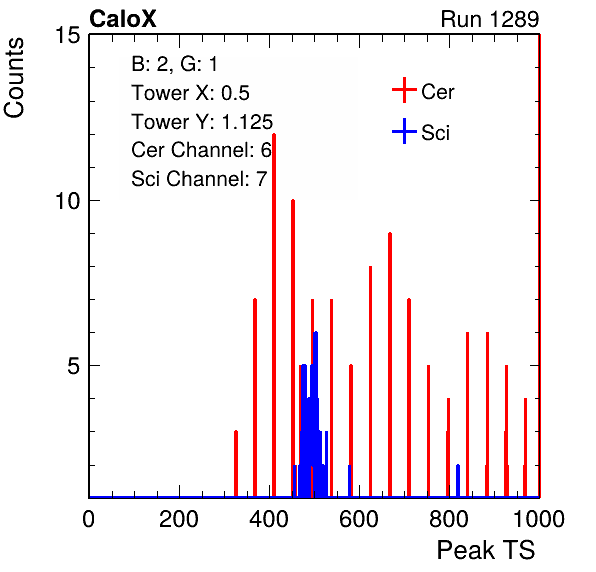 CaloX Run 1289
Counts
15
10
5
B: 2, G: 1
Tower X: 0.5
Tower Y: 1.125
Cer Channel: 6
Sci Channel: 7
Cer
Sci
0 200 400 600 800 1000
Peak TS